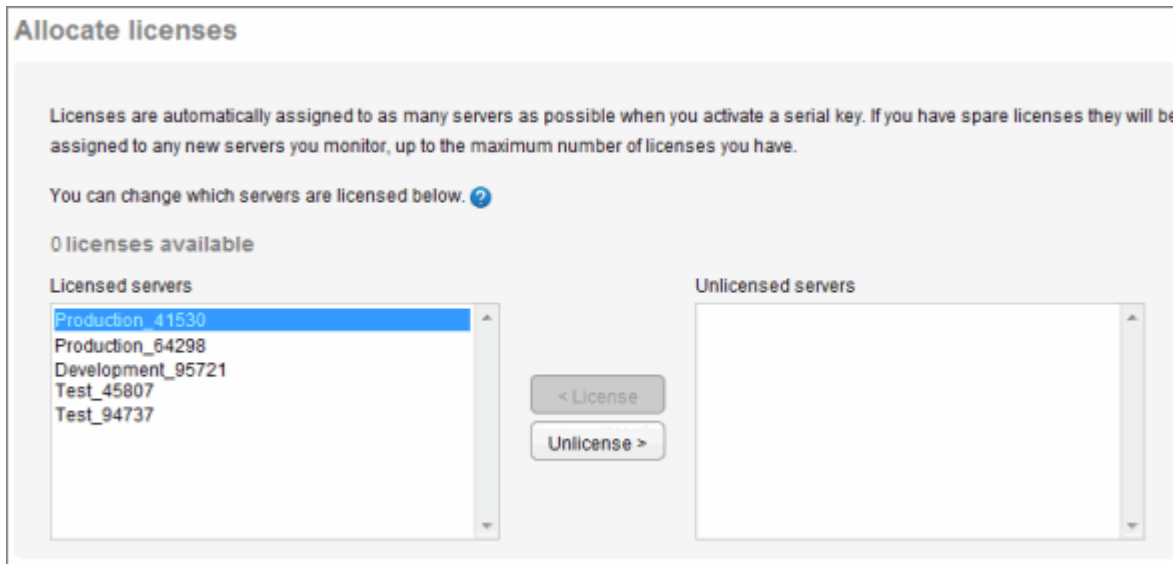 Allocate licenses
Licenses are automatically assigned to as many servers as possible when you activate a serial key. If you have spare licenses they will be
assigned to any new servers you monitor, up to the maximum number of licenses you have.
You can change which servers are licensed below. ?
0 licenses available
Licensed servers
Unlicensed servers
Production_41530
Production_64298
Development_95721
Test_45807
Test_94737
< License
Unlicense >